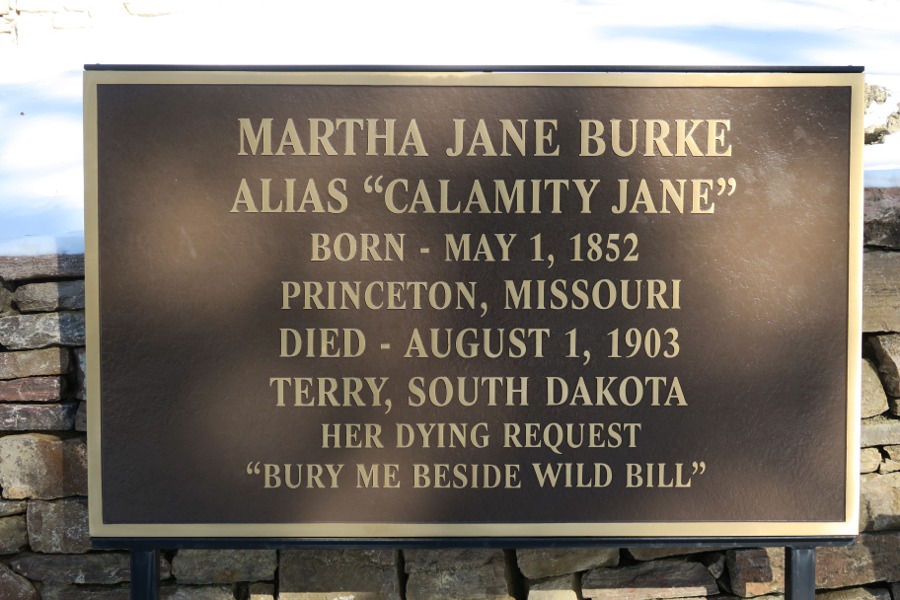 MARTHA JANE BURKE
ALIAS “CALAMITY JANE”
BORN - MAY 1, 1852
PRINCETON, MISSOURI
DIED - AUGUST 1, 1903
TERRY, SOUTH DAKOTA
HER DYING REQUEST
“BURY ME BESIDE WILD BILL”